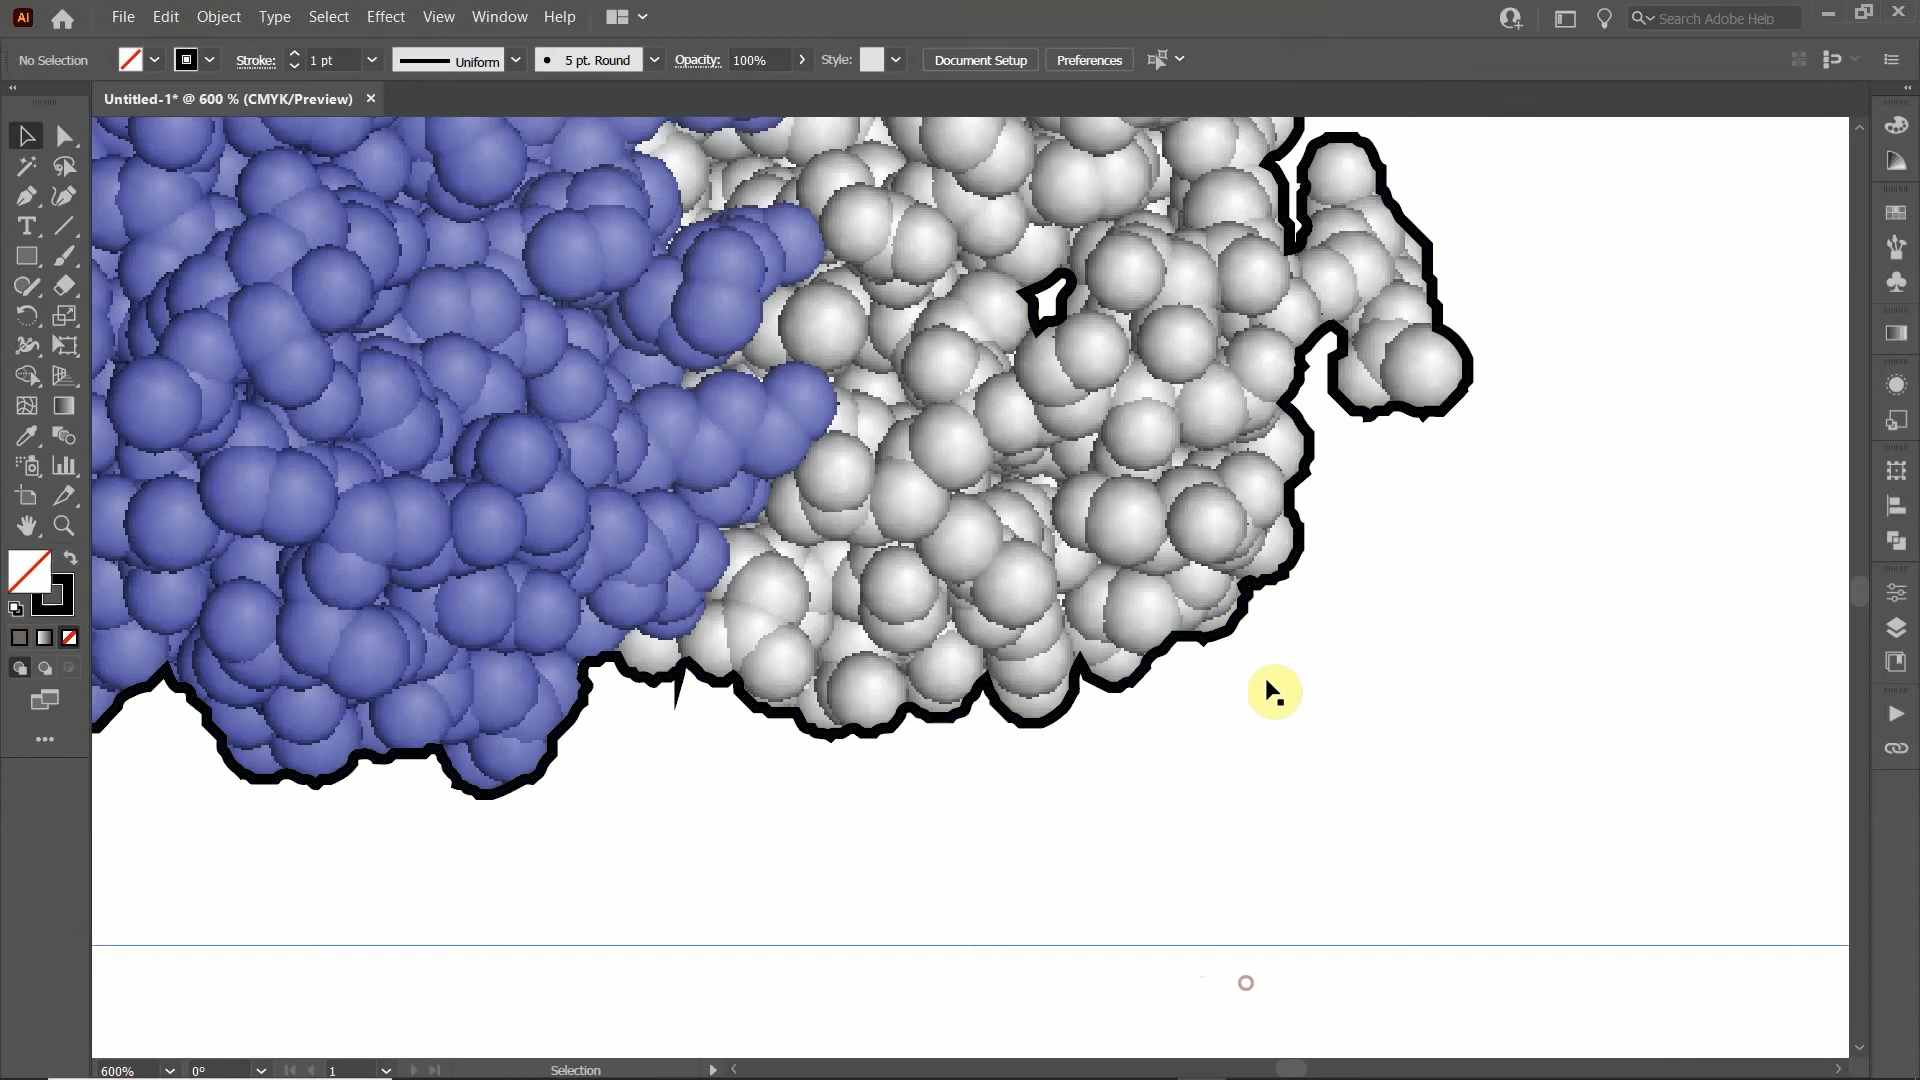 Ai File Edit Object Type Select Effect View Window Help Search Adobe Help
No Selection Stroke: 1 pt Uniform 5 pt. Round Opacity: 100% Style: Document Setup Preferences
Untitled-1* @ 600 % (CMYK/Preview)
600% 0° 1 Selection